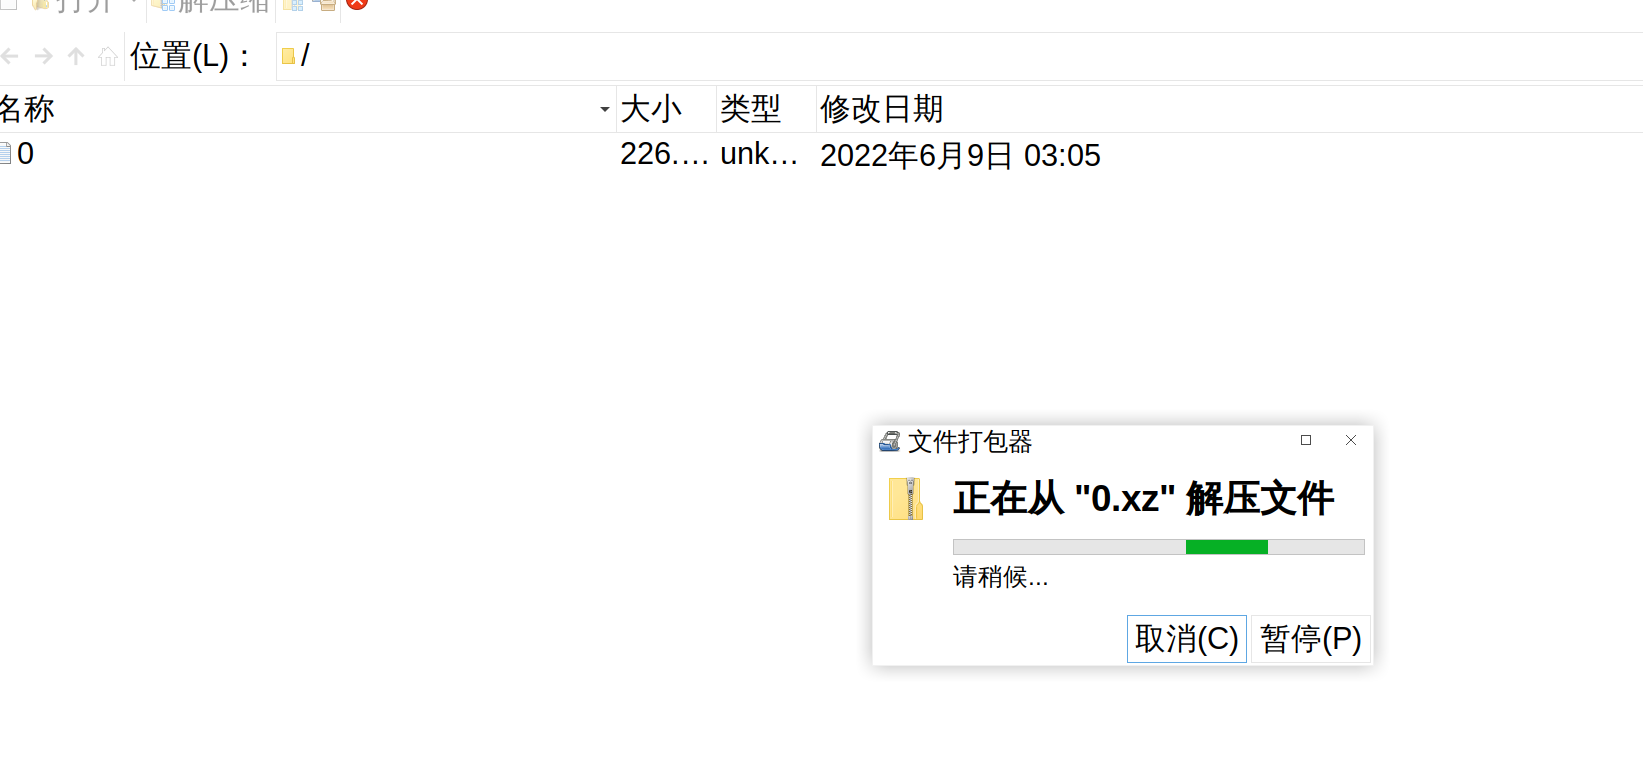 打开 解压缩
位置(L)： /
名称 大小 类型 修改日期
0 226.… unk… 2022年6月9日 03:05
文件打包器
正在从 "0.xz" 解压文件
请稍候...
取消(C) 暂停(P)